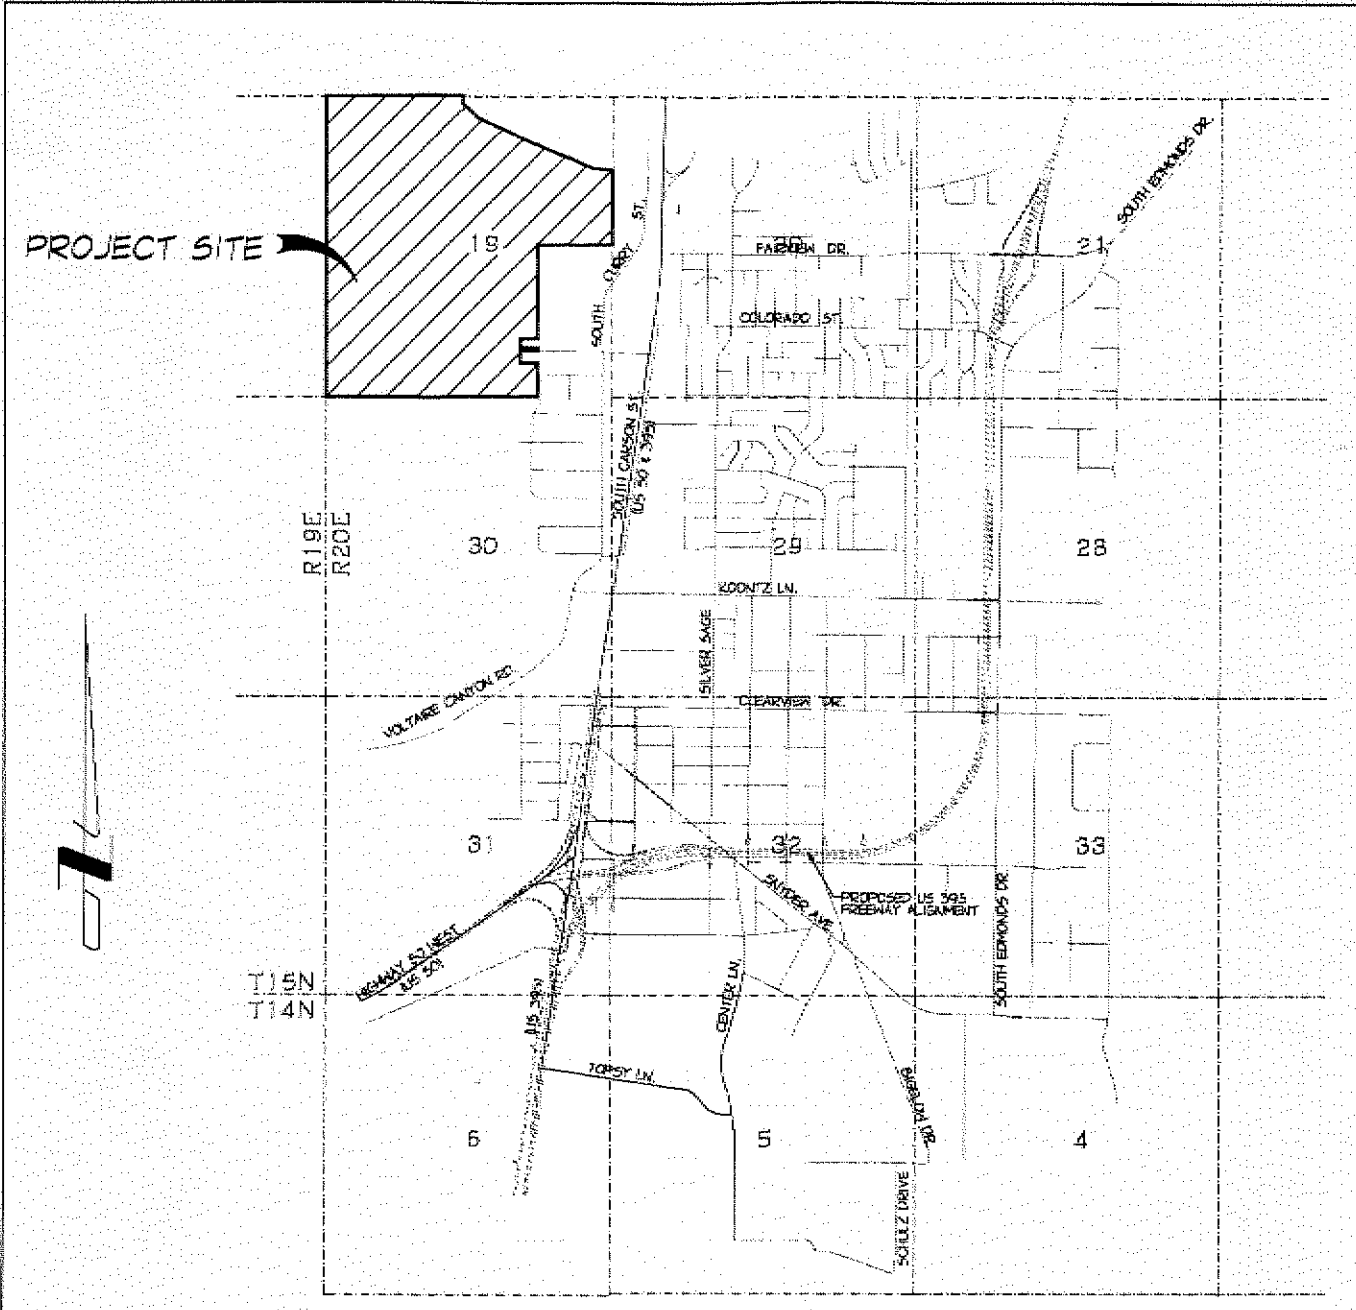 PROJECT SITE
19
20
21
SOUTH EDMONDS DR.
FAIRVIEW DR.
SOUTH CURRY ST.
COLORADO ST.
SOUTH CARSON ST.
(US 50 & 395)
R19E
R20E
30
29
28
KOONTZ LN.
SILVER SAGE
VOLTAIRE CANYON RD.
CLEARVIEW DR.
31
32
33
SNYDER AVE
PROPOSED US 395
FREEWAY ALIGNMENT
HIGHWAY 50 WEST
(US 50)
SOUTH EDMONDS DR.
T15N
T14N
(US 395)
CENTER LN.
TOPSY LN.
BIGELOW DR.
6
5
4
SCHULZ DRIVE